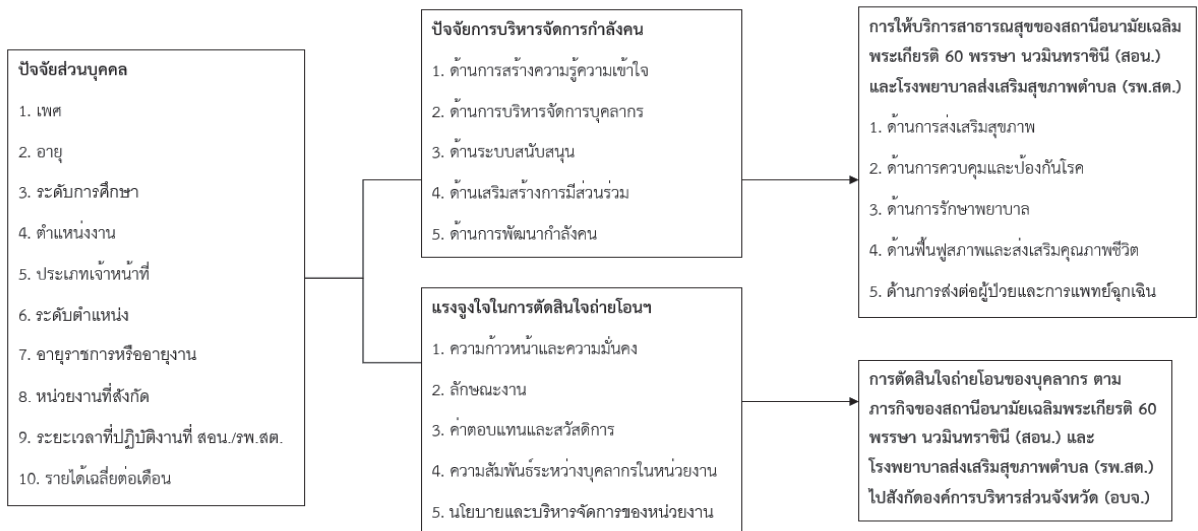 ปัจจัยส่วนบุคคล
1. เพศ
2. อายุ
3. ระดับการศึกษา
4. ตำแหน่งงาน
5. ประเภทเจ้าหน้าที่
6. ระดับตำแหน่ง
7. อายุราชการหรืออายุงาน
8. หน่วยงานที่สังกัด
9. ระยะเวลาที่ปฏิบัติงานที่ สอน./รพ.สต.
10. รายได้เฉลี่ยต่อเดือน
ปัจจัยการบริหารจัดการกำลังคน
1. ด้านการสร้างความรู้ความเข้าใจ
2. ด้านการบริหารจัดการบุคลากร
3. ด้านระบบสนับสนุน
4. ด้านเสริมสร้างการมีส่วนร่วม
5. ด้านการพัฒนากำลังคน
แรงจูงใจในการตัดสินใจถ่ายโอนฯ
1. ความก้าวหน้าและความมั่นคง
2. ลักษณะงาน
3. ค่าตอบแทนและสวัสดิการ
4. ความสัมพันธ์ระหว่างบุคลากรในหน่วยงาน
5. นโยบายและบริหารจัดการของหน่วยงาน
การให้บริการสาธารณสุขของสถานีอนามัยเฉลิม
พระเกียรติ 60 พรรษา นวมินทราชินี (สอน.)
และโรงพยาบาลส่งเสริมสุขภาพตำบล (รพ.สต.)
1. ด้านการส่งเสริมสุขภาพ
2. ด้านการควบคุมและป้องกันโรค
3. ด้านการรักษาพยาบาล
4. ด้านฟื้นฟูสภาพและส่งเสริมคุณภาพชีวิต
5. ด้านการส่งต่อผู้ป่วยและการแพทย์ฉุกเฉิน
การตัดสินใจถ่ายโอนของบุคลากร ตาม
ภารกิจของสถานีอนามัยเฉลิมพระเกียรติ 60
พรรษา นวมินทราชินี (สอน.) และ
โรงพยาบาลส่งเสริมสุขภาพตำบล (รพ.สต.)
ไปสังกัดองค์การบริหารส่วนจังหวัด (อบจ.)